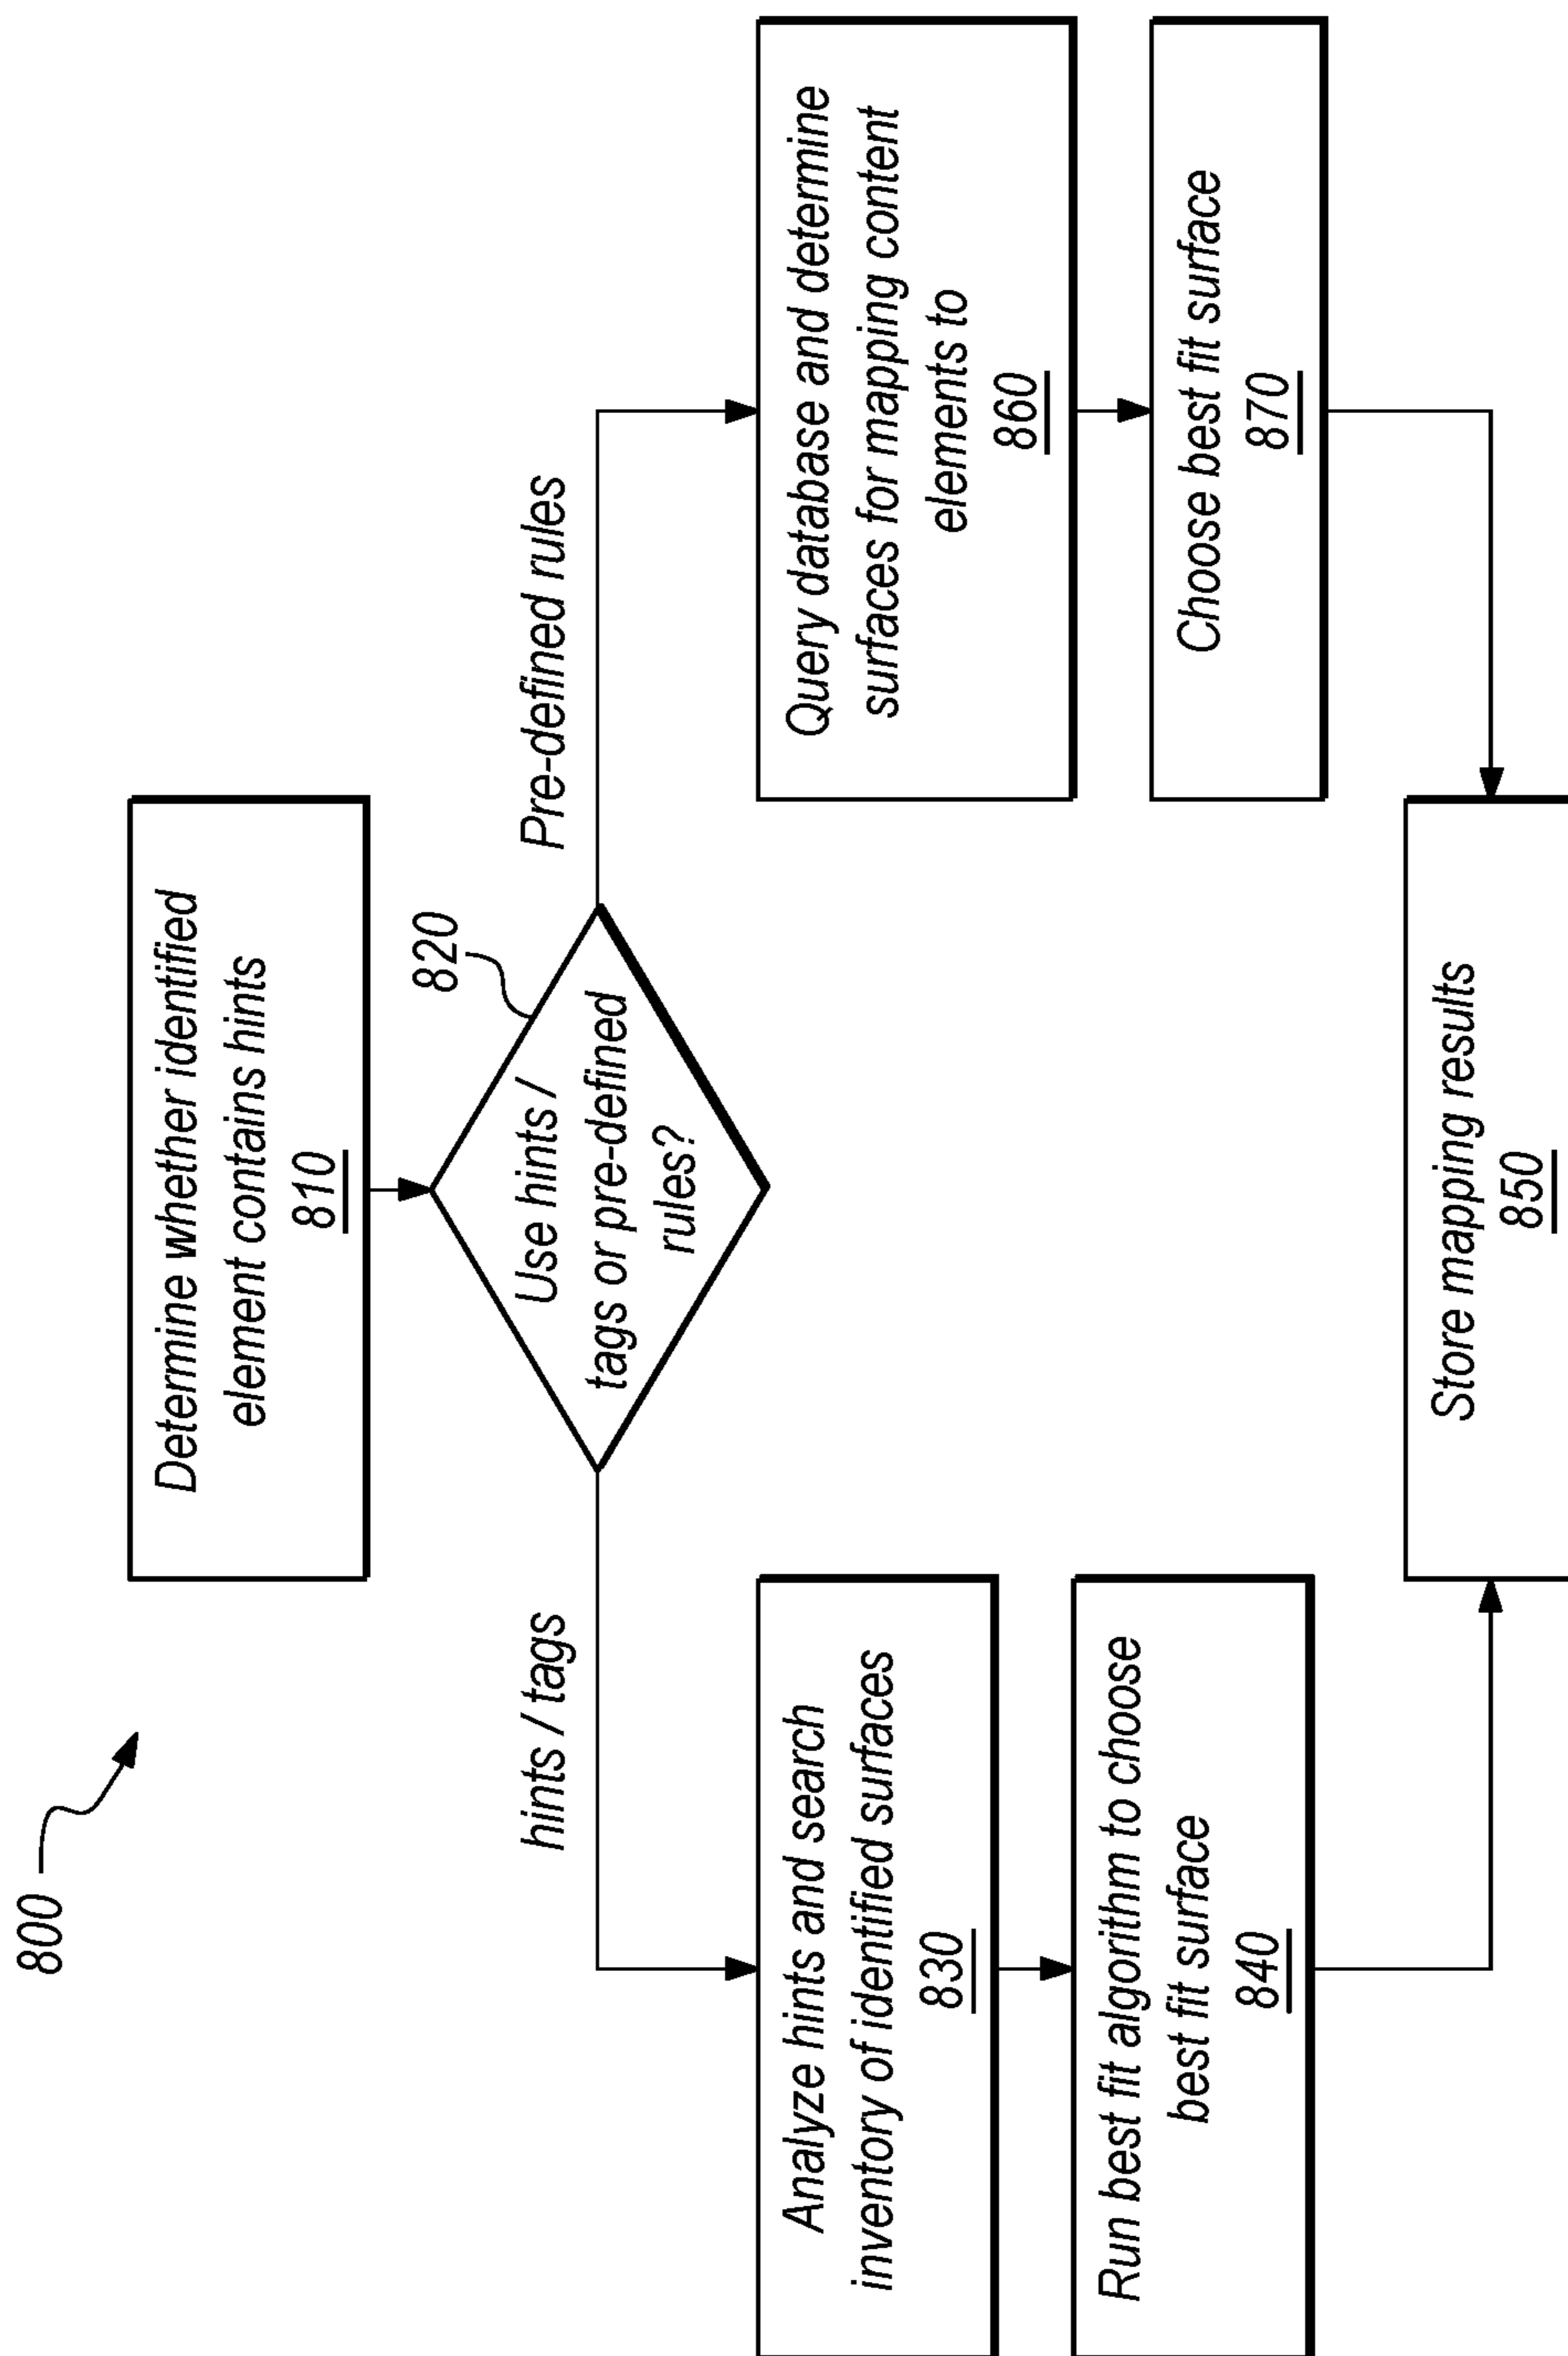 800
Determine whether identified
element contains hints
810
820
Use hints /
tags or pre-defined
rules?
hints / tags
Pre-defined rules
Analyze hints and search
inventory of identified surfaces
830
Run best fit algorithm to choose
best fit surface
840
Query database and determine
surfaces for mapping content
elements to
860
Choose best fit surface
870
Store mapping results
850